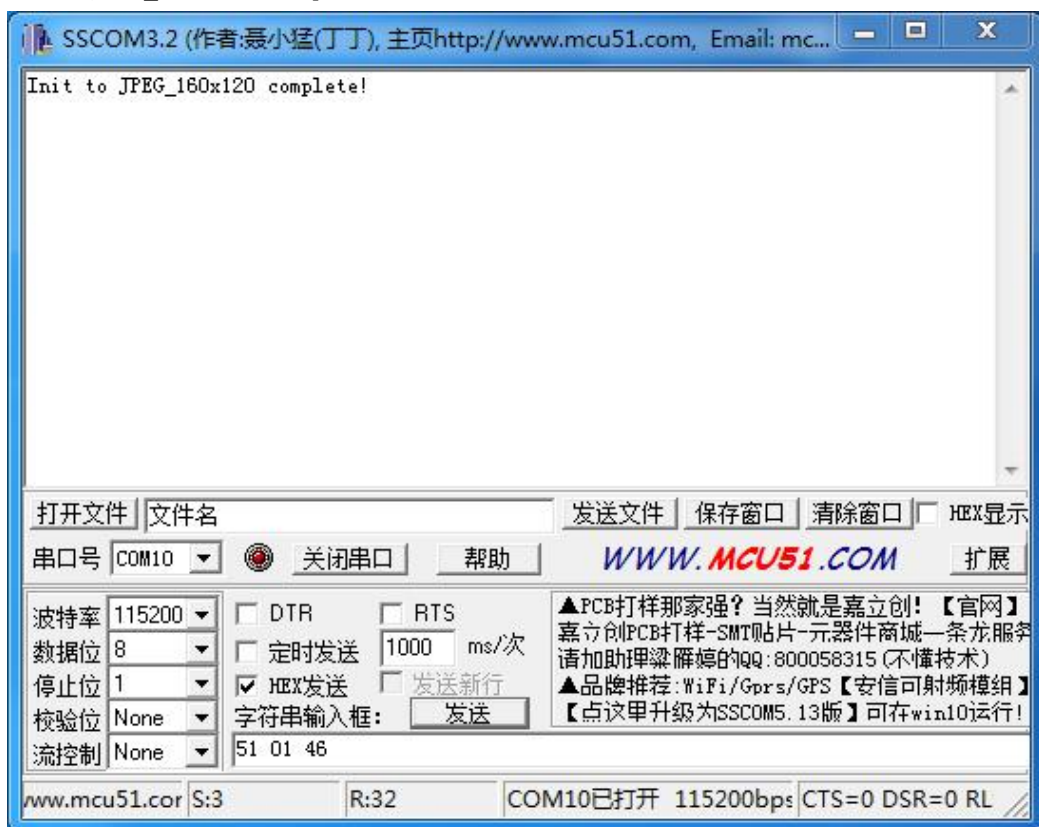 SSCOM3.2 (作者:聂小猛(丁丁), 主页http://www.mcu51.com, Email: mc...
Init to JPEG_160x120 complete!
打开文件 文件名 发送文件 保存窗口 清除窗口 HEX显示
串口号 COM10 关闭串口 帮助 WWW.MCU51.COM 扩展
波特率 115200 DTR RTS
数据位 8 定时发送 1000 ms/次
停止位 1 HEX发送 发送新行
校验位 None 字符串输入框: 发送
流控制 None 51 01 46
▲PCB打样那家强?当然就是嘉立创!【官网】
嘉立创PCB打样-SMT贴片-元器件商城—条龙服务
请加助理梁雁婷的QQ:800058315(不懂技术)
▲品牌推荐:WiFi/Gprs/GPS【安信可射频模组】
【点这里升级为SSCOM5.13版】可在win10运行!
www.mcu51.cor S:3 R:32 COM10已打开 115200bps CTS=0 DSR=0 RL